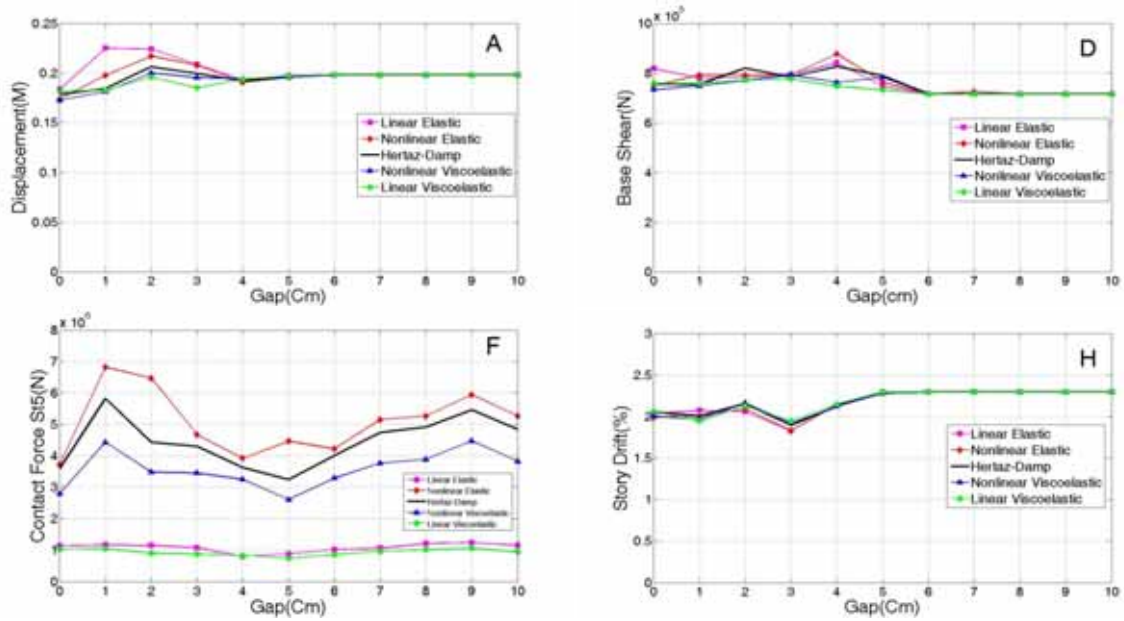 A
Displacement(M)
0.25
0.2
0.15
0.1
0.05
0
Linear Elastic
Nonlinear Elastic
Hertaz-Damp
Nonlinear Viscoelastic
Linear Viscoelastic
0 1 2 3 4 5 6 7 8 9 10
Gap(Cm)
D
Base Shear(N)
10
8
6
4
2
0
Linear Elastic
Nonlinear Elastic
Hertaz-Damp
Nonlinear Viscoelastic
Linear Viscoelastic
0 1 2 3 4 5 6 7 8 9 10
Gap(cm)
F
Contact Force St5(N)
8
7
6
5
4
3
2
1
0
Linear Elastic
Nonlinear Elastic
Hertaz-Damp
Nonlinear Viscoelastic
Linear Viscoelastic
0 1 2 3 4 5 6 7 8 9 10
Gap(Cm)
H
Story Drift(%)
3
2.5
2
1.5
1
0.5
0
Linear Elastic
Nonlinear Elastic
Hertaz-Damp
Nonlinear Viscoelastic
Linear Viscoelastic
0 1 2 3 4 5 6 7 8 9 10
Gap(Cm)